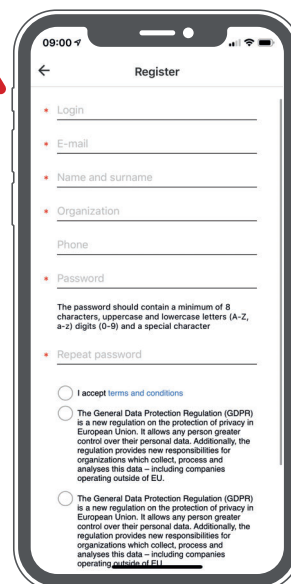 09:00
Register
Login
E-mail
Name and surname
Organization
Phone
Password
The password should contain a minimum of 8
characters, uppercase and lowercase letters (A-Z,
a-z) digits (0-9) and a special character
Repeat password
I accept terms and conditions
The General Data Protection Regulation (GDPR)
is a new regulation on the protection of privacy in
European Union. It allows any person greater
control over their personal data. Additionally, the
regulation provides new responsibilities for
organizations which collect, process and
analyses this data – including companies
operating outside of EU.
The General Data Protection Regulation (GDPR)
is a new regulation on the protection of privacy in
European Union. It allows any person greater
control over their personal data. Additionally, the
regulation provides new responsibilities for
organizations which collect, process and
analyses this data – including companies
operating outside of EU.